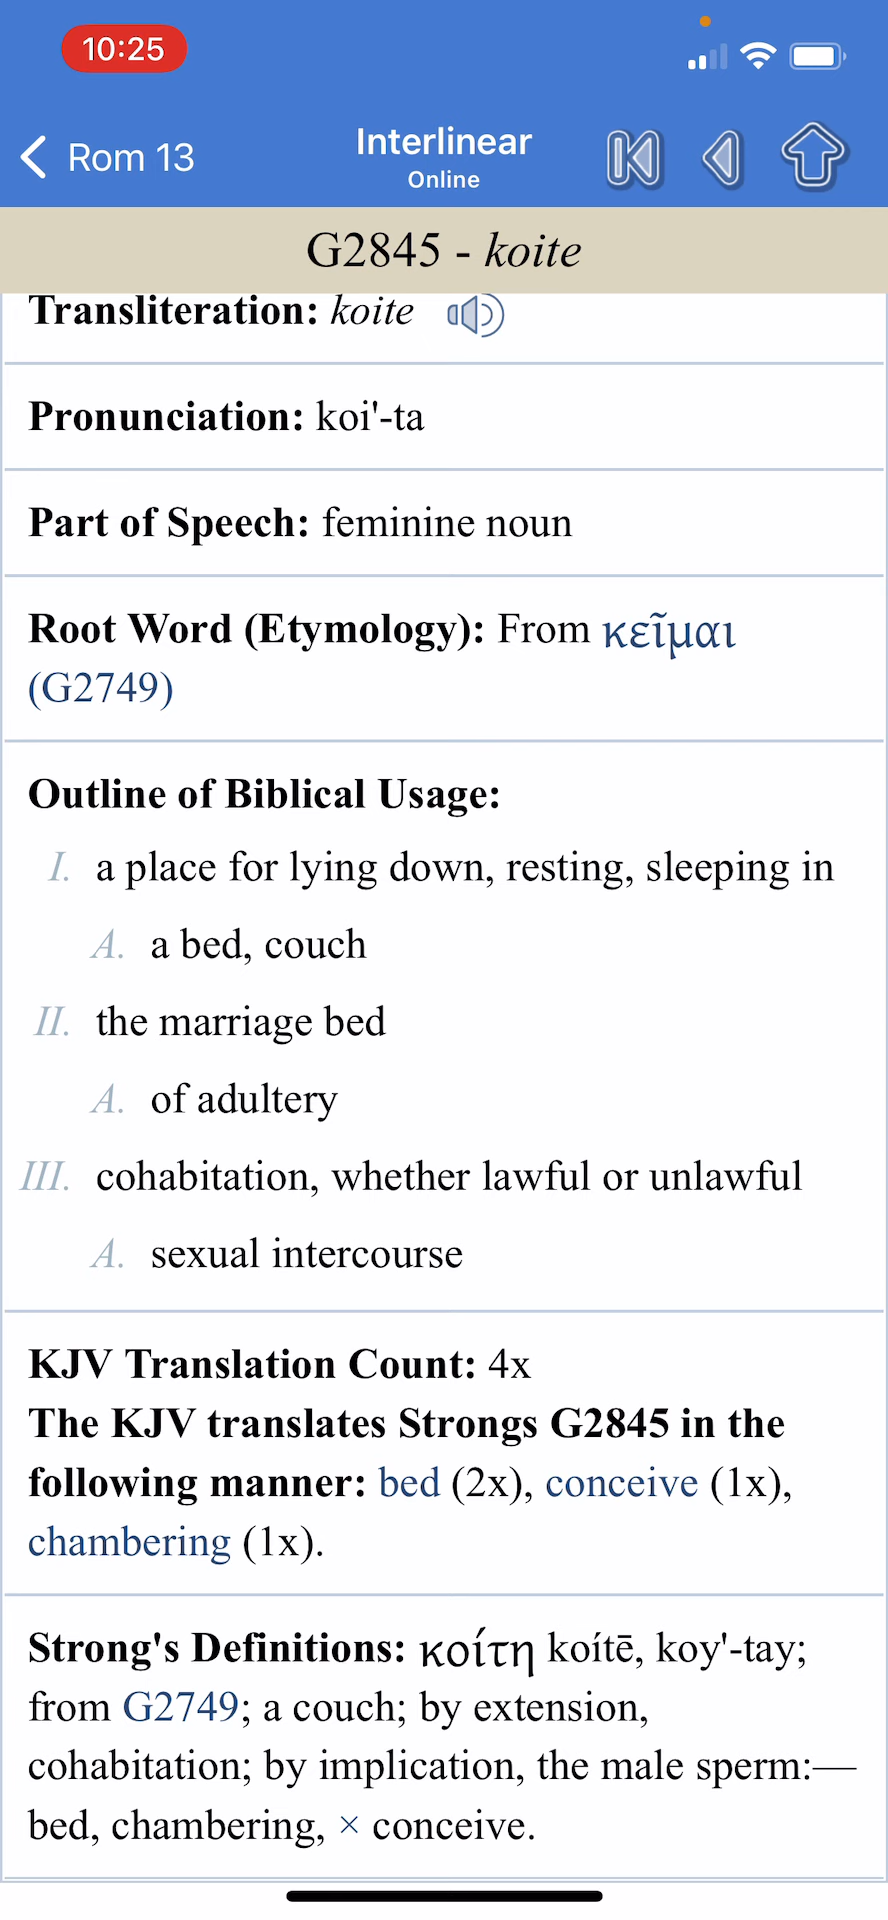 10:25
Rom 13
Interlinear
Online
G2845 - koite
Transliteration: koite
Pronunciation: koi'-ta
Part of Speech: feminine noun
Root Word (Etymology): From κεῖμαι
(G2749)
Outline of Biblical Usage:
I. a place for lying down, resting, sleeping in
A. a bed, couch
II. the marriage bed
A. of adultery
III. cohabitation, whether lawful or unlawful
A. sexual intercourse
KJV Translation Count: 4x
The KJV translates Strongs G2845 in the
following manner: bed (2x), conceive (1x),
chambering (1x).
Strong's Definitions: κοίτη koítē, koy'-tay;
from G2749; a couch; by extension,
cohabitation; by implication, the male sperm:—
bed, chambering, × conceive.